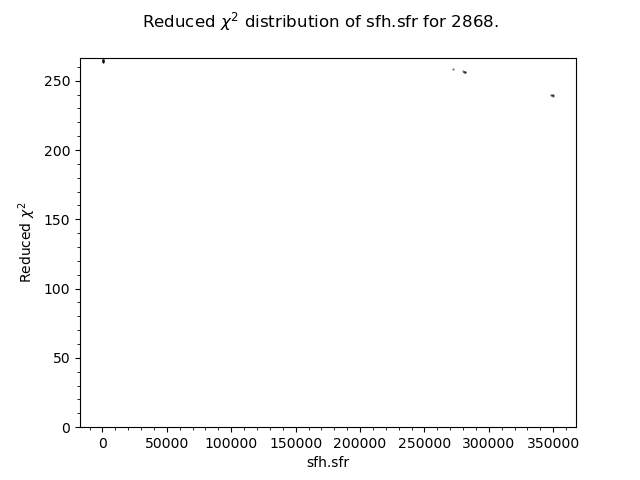 Reduced χ² distribution of sfh.sfr for 2868.
250
200
150
100
50
0
Reduced χ²
0 50000 100000 150000 200000 250000 300000 350000
sfh.sfr